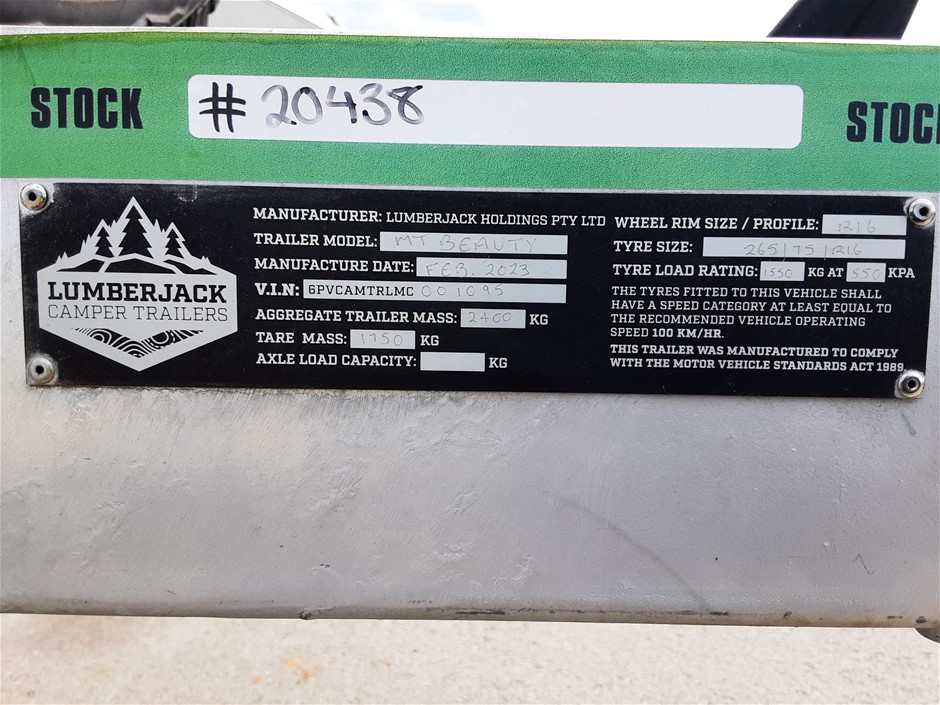 STOCK #20438 STOCK
LUMBERJACK
CAMPER TRAILERS
MANUFACTURER: LUMBERJACK HOLDINGS PTY LTD
TRAILER MODEL: MT BEAUTY
MANUFACTURE DATE: FEB. 2023
V.I.N: 6PVCAMTRLMC 001095
AGGREGATE TRAILER MASS: 2400 KG
TARE MASS: 1750 KG
AXLE LOAD CAPACITY: KG
WHEEL RIM SIZE / PROFILE: R16
TYRE SIZE: 265/75/R16
TYRE LOAD RATING: 1550 KG AT 550 KPA
THE TYRES FITTED TO THIS VEHICLE SHALL
HAVE A SPEED CATEGORY AT LEAST EQUAL TO
THE RECOMMENDED VEHICLE OPERATING
SPEED 100 KM/HR.
THIS TRAILER WAS MANUFACTURED TO COMPLY
WITH THE MOTOR VEHICLE STANDARDS ACT 1989.